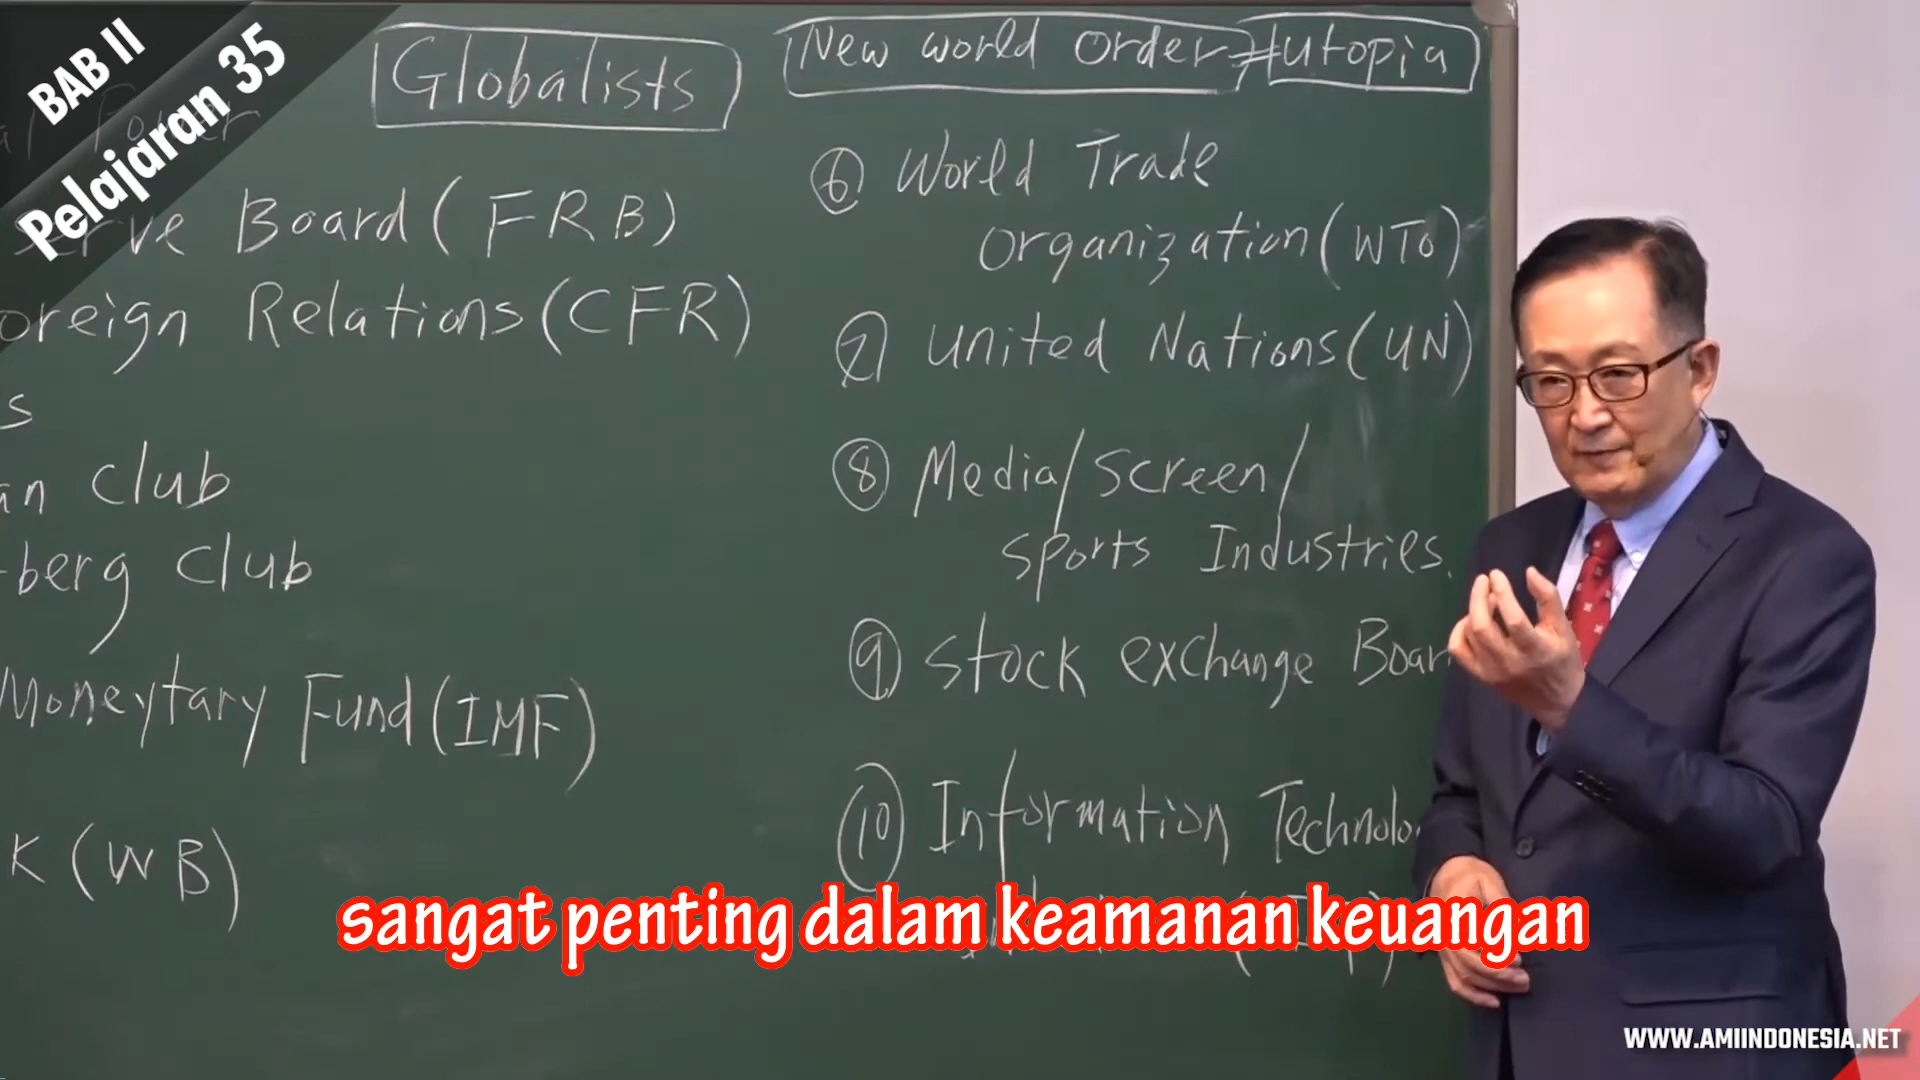 BAB II
Pelajaran 35
Globalists
New world order ≠ utopia
erve Board (FRB)
oreign Relations (CFR)
s
an club
berg club
Moneytary Fund (IMF)
K (WB)
⑥ World Trade
Organization (WTO)
⑦ United Nations (UN)
⑧ Media/Screen/
Sports Industries.
⑨ Stock exchange Boar
⑩ Information Technolo
sangat penting dalam keamanan keuangan
WWW.AMIINDONESIA.NET